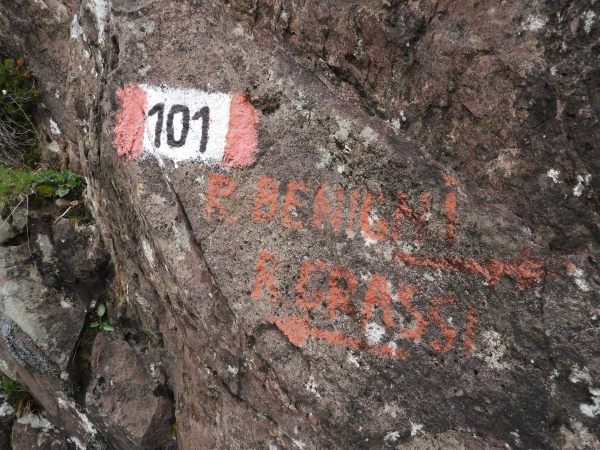 101
R. BENIGNI
R. GRASSI